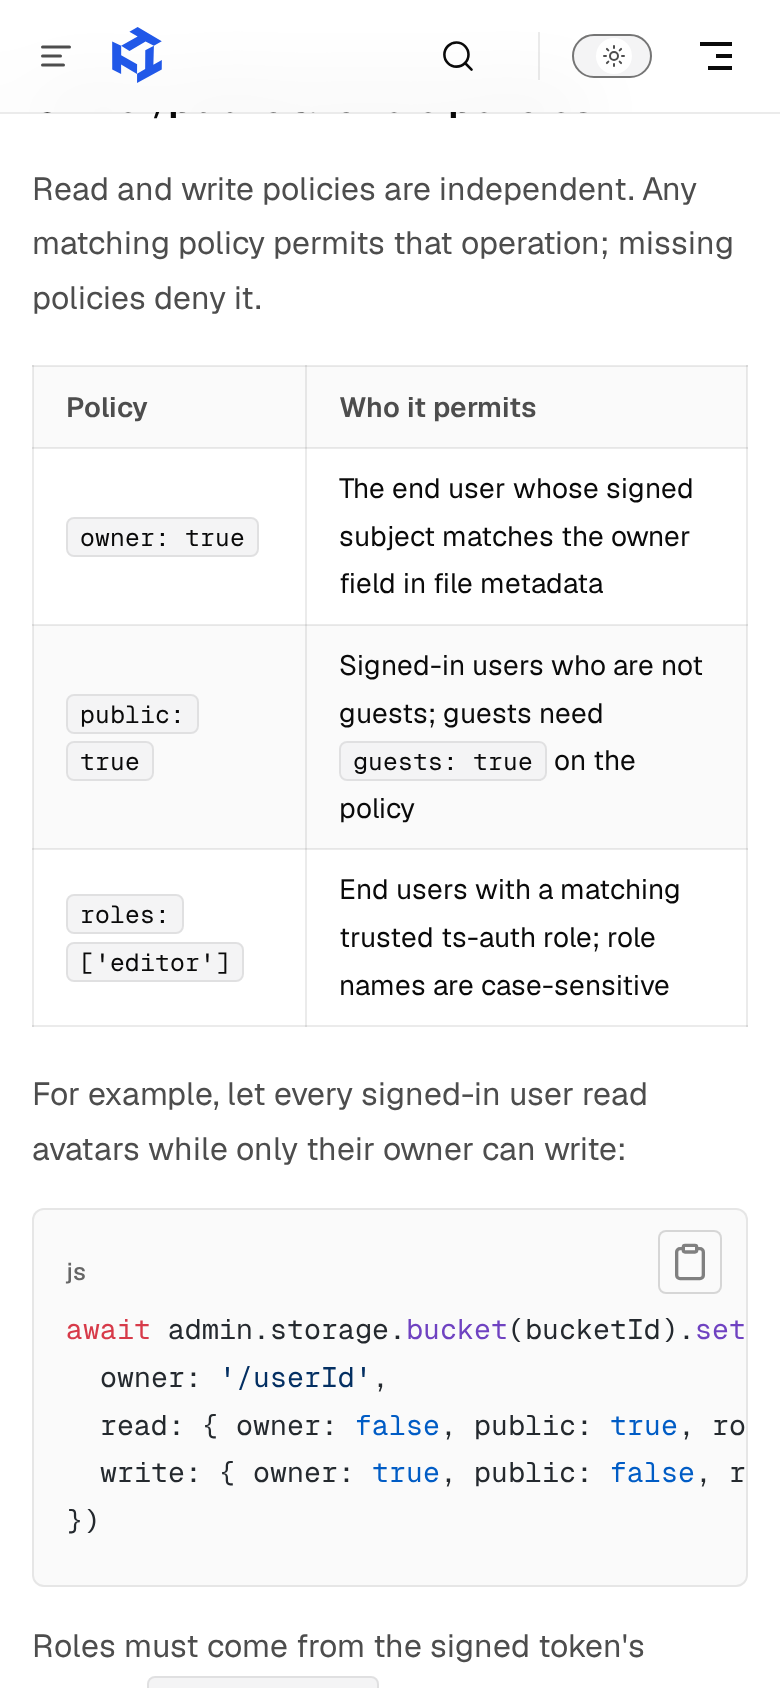 Read and write policies are independent. Any
matching policy permits that operation; missing
policies deny it.
Policy
Who it permits
owner: true
The end user whose signed
subject matches the owner
field in file metadata
public:
true
Signed-in users who are not
guests; guests need
guests: true on the
policy
roles:
['editor']
End users with a matching
trusted ts-auth role; role
names are case-sensitive
For example, let every signed-in user read
avatars while only their owner can write:
js
await admin.storage.bucket(bucketId).set
  owner: '/userId',
  read: { owner: false, public: true, ro
  write: { owner: true, public: false, r
})
Roles must come from the signed token's